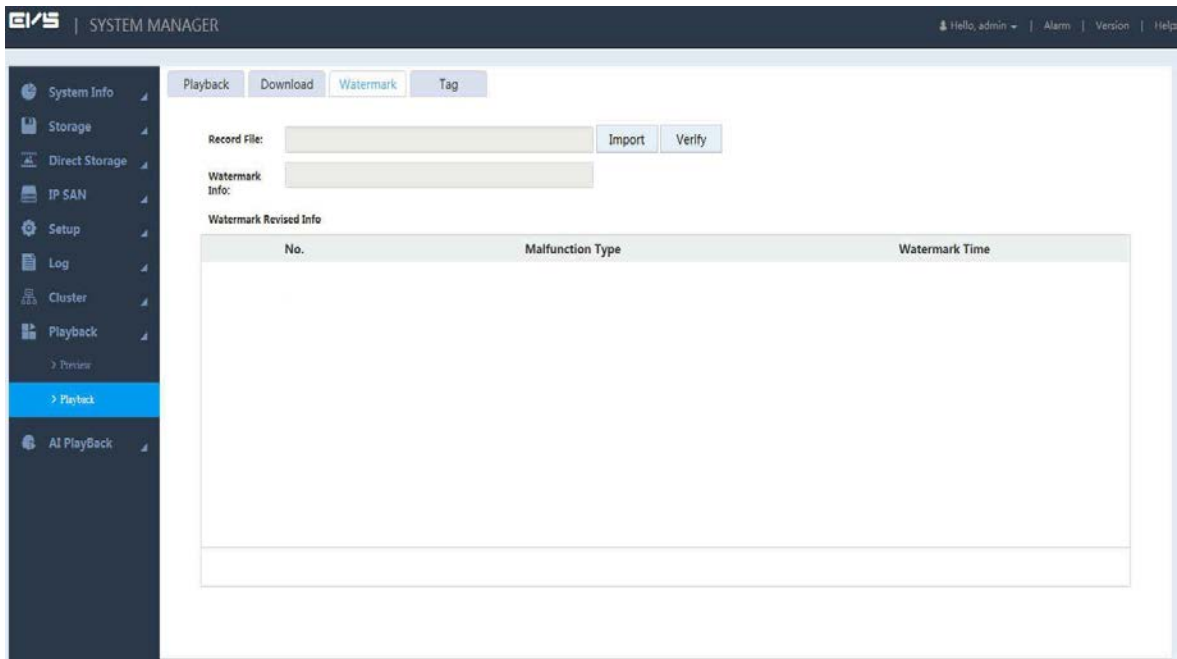 EVS | SYSTEM MANAGER
Hello, admin | Alarm | Version | Help
System Info
Storage
Direct Storage
IP SAN
Setup
Log
Cluster
Playback
> Preview
> Playback
AI PlayBack
Playback Download Watermark Tag
Record File: Import Verify
Watermark
Info:
Watermark Revised Info
No. Malfunction Type Watermark Time